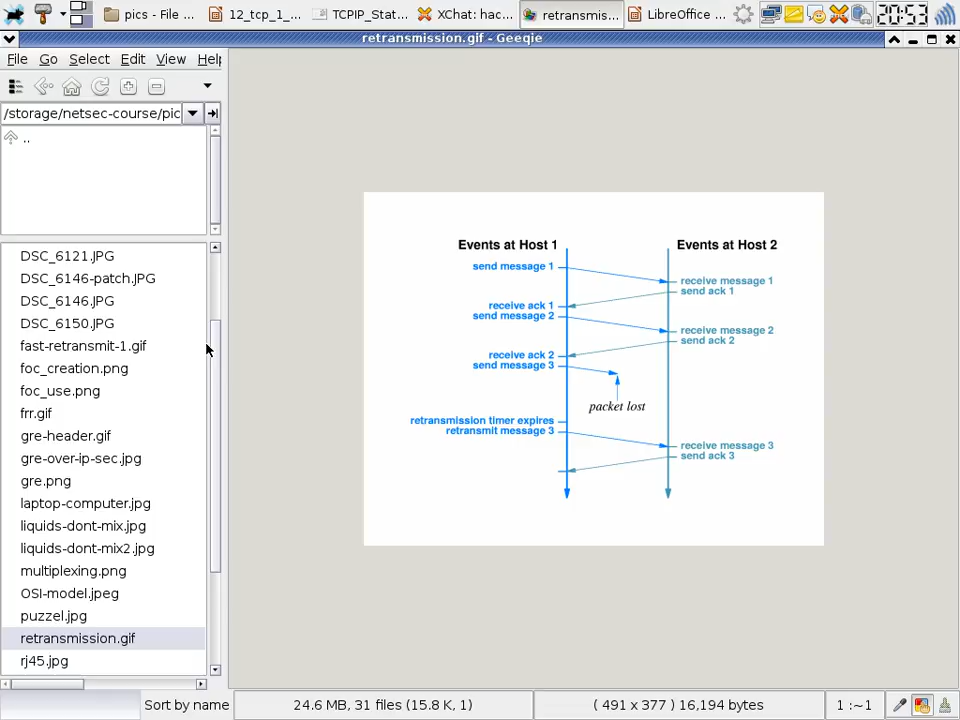 pics - File ...
12_tcp_1_...
TCPIP_Stat...
XChat: hac...
retransmis...
LibreOffice ...
20:53
retransmission.gif - Geeqie
File Go Select Edit View Help
/storage/netsec-course/pic
..
DSC_6121.JPG
DSC_6146-patch.JPG
DSC_6146.JPG
DSC_6150.JPG
fast-retransmit-1.gif
foc_creation.png
foc_use.png
frr.gif
gre-header.gif
gre-over-ip-sec.jpg
gre.png
laptop-computer.jpg
liquids-dont-mix.jpg
liquids-dont-mix2.jpg
multiplexing.png
OSI-model.jpeg
puzzel.jpg
retransmission.gif
rj45.jpg
Events at Host 1
Events at Host 2
send message 1
receive message 1
send ack 1
receive ack 1
send message 2
receive message 2
send ack 2
receive ack 2
send message 3
packet lost
retransmission timer expires
retransmit message 3
receive message 3
send ack 3
Sort by name
24.6 MB, 31 files (15.8 K, 1)
( 491 x 377 ) 16,194 bytes
1 :~1